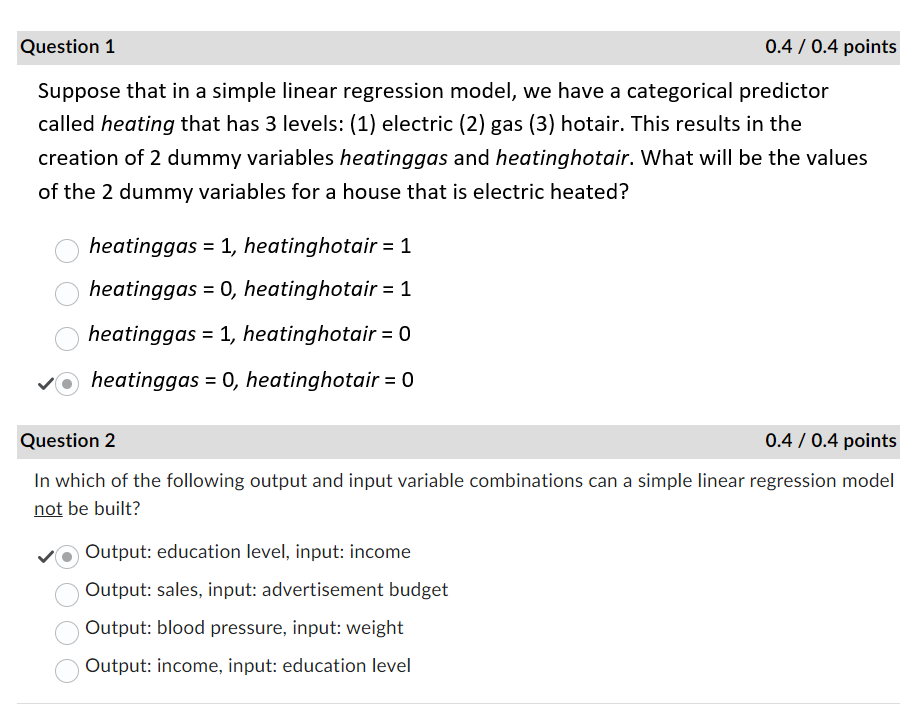 Question 1 0.4 / 0.4 points
Suppose that in a simple linear regression model, we have a categorical predictor
called heating that has 3 levels: (1) electric (2) gas (3) hotair. This results in the
creation of 2 dummy variables heatinggas and heatinghotair. What will be the values
of the 2 dummy variables for a house that is electric heated?
heatinggas = 1, heatinghotair = 1
heatinggas = 0, heatinghotair = 1
heatinggas = 1, heatinghotair = 0
heatinggas = 0, heatinghotair = 0
Question 2 0.4 / 0.4 points
In which of the following output and input variable combinations can a simple linear regression model
not be built?
Output: education level, input: income
Output: sales, input: advertisement budget
Output: blood pressure, input: weight
Output: income, input: education level